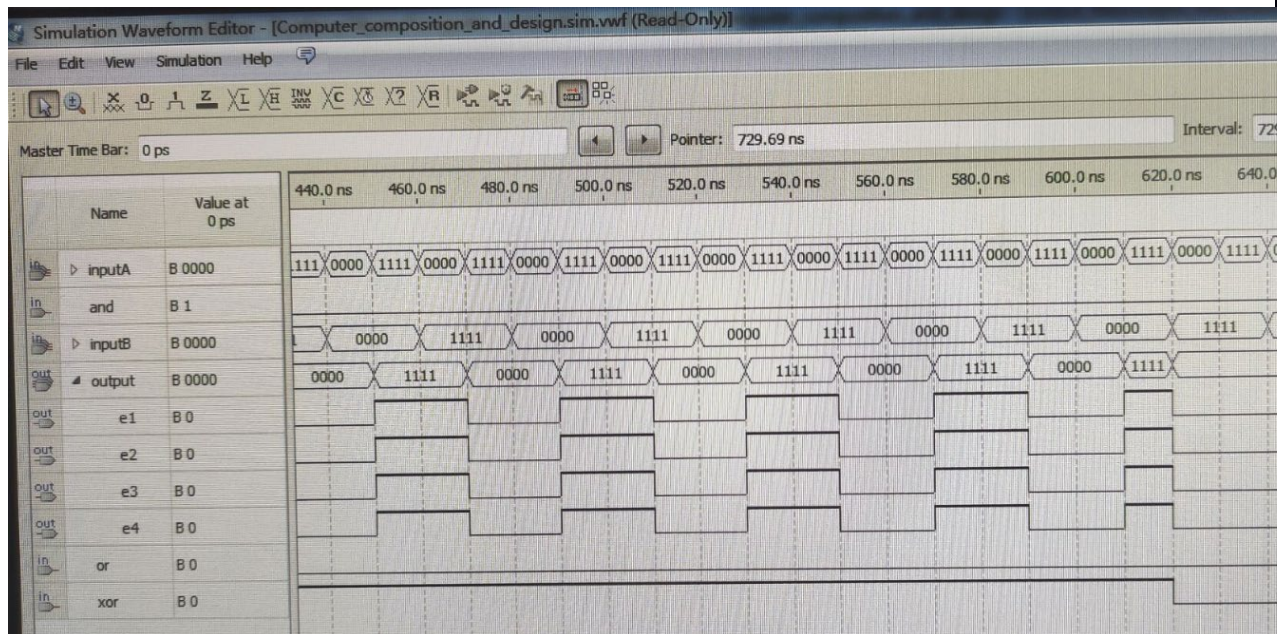 Simulation Waveform Editor - [Computer_composition_and_design.sim.vwf (Read-Only)]
File Edit View Simulation Help
Master Time Bar: 0 ps Pointer: 729.69 ns Interval: 729
Name Value at 0 ps 440.0 ns 460.0 ns 480.0 ns 500.0 ns 520.0 ns 540.0 ns 560.0 ns 580.0 ns 600.0 ns 620.0 ns 640.0
inputA B 0000 111 0000 1111 0000 1111 0000 1111 0000 1111 0000 1111 0000 1111 0000 1111 0000 1111 0000 1111
and B 1
inputB B 0000 0000 1111 0000 1111 0000 1111 0000 1111 0000 1111
output B 0000 0000 1111 0000 1111 0000 1111 0000 1111 0000 1111
e1 B 0
e2 B 0
e3 B 0
e4 B 0
or B 0
xor B 0